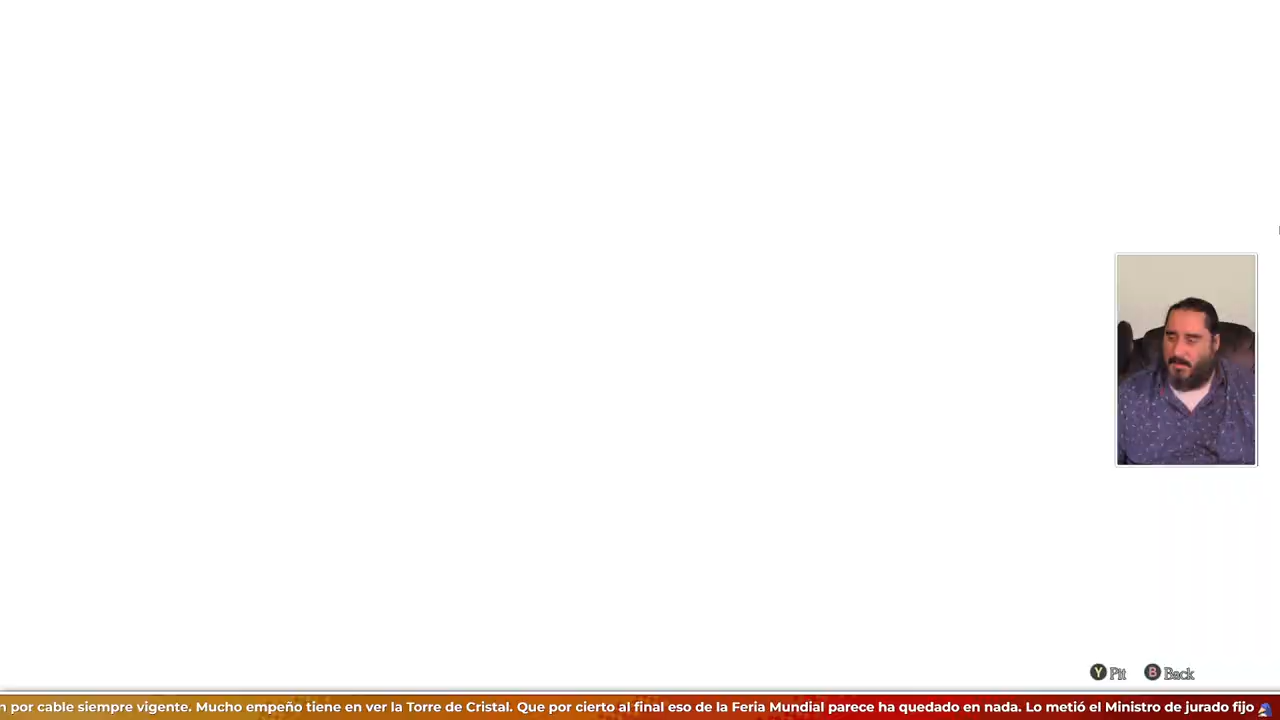 Y Pit B Back
n por cable siempre vigente. Mucho empeño tiene en ver la Torre de Cristal. Que por cierto al final eso de la Feria Mundial parece ha quedado en nada. Lo metió el Ministro de jurado fijo